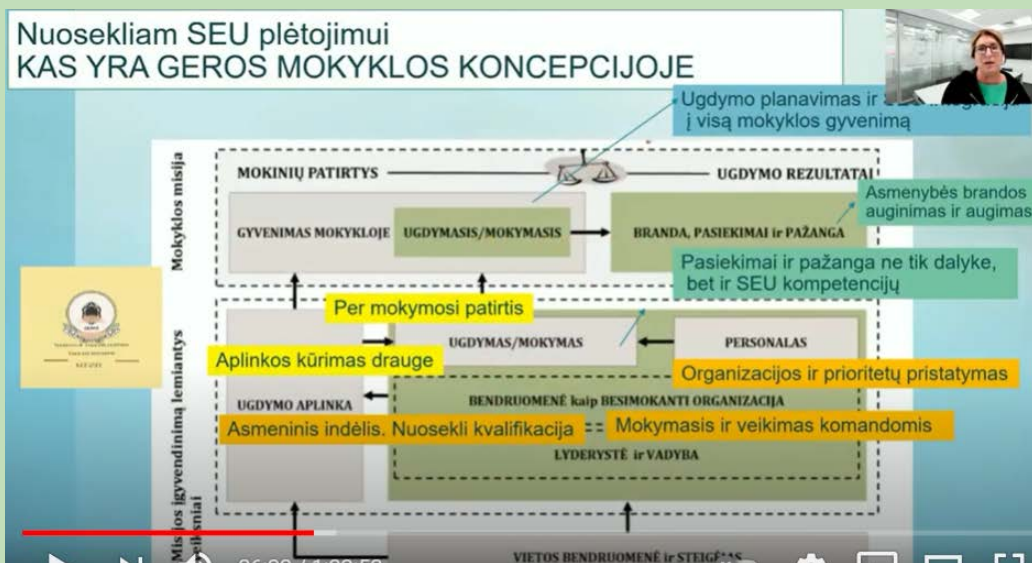 Nuosekliam SEU plėtojimui
KAS YRA GEROS MOKYKLOS KONCEPCIJOJE
Ugdymo planavimas ir
į visą mokyklos gyvenimą
Mokyklos misija
MOKINIŲ PATIRTYS
UGDYMO REZULTATAI
Asmenybės brandos
auginimas ir augimas
GYVENIMAS MOKYKLOJE
UGDYMASIS/MOKYMASIS
BRANDA, PASIEKIMAI ir PAŽANGA
Pasiekimai ir pažanga ne tik dalyke,
bet ir SEU kompetencijų
Per mokymosi patirtis
Misijos įgyvendinimą lemiantys
veiksniai
UGDYMAS/MOKYMAS
PERSONALAS
Aplinkos kūrimas drauge
Organizacijos ir prioritetų pristatymas
UGDYMO APLINKA
BENDRUOMENĖ kaip BESIMOKANTI ORGANIZACIJA
Asmeninis indėlis. Nuosekli kvalifikacija
Mokymasis ir veikimas komandomis
LYDERYSTĖ ir VADYBA
VIETOS BENDRUOMENĖ ir STEIGĖJAS